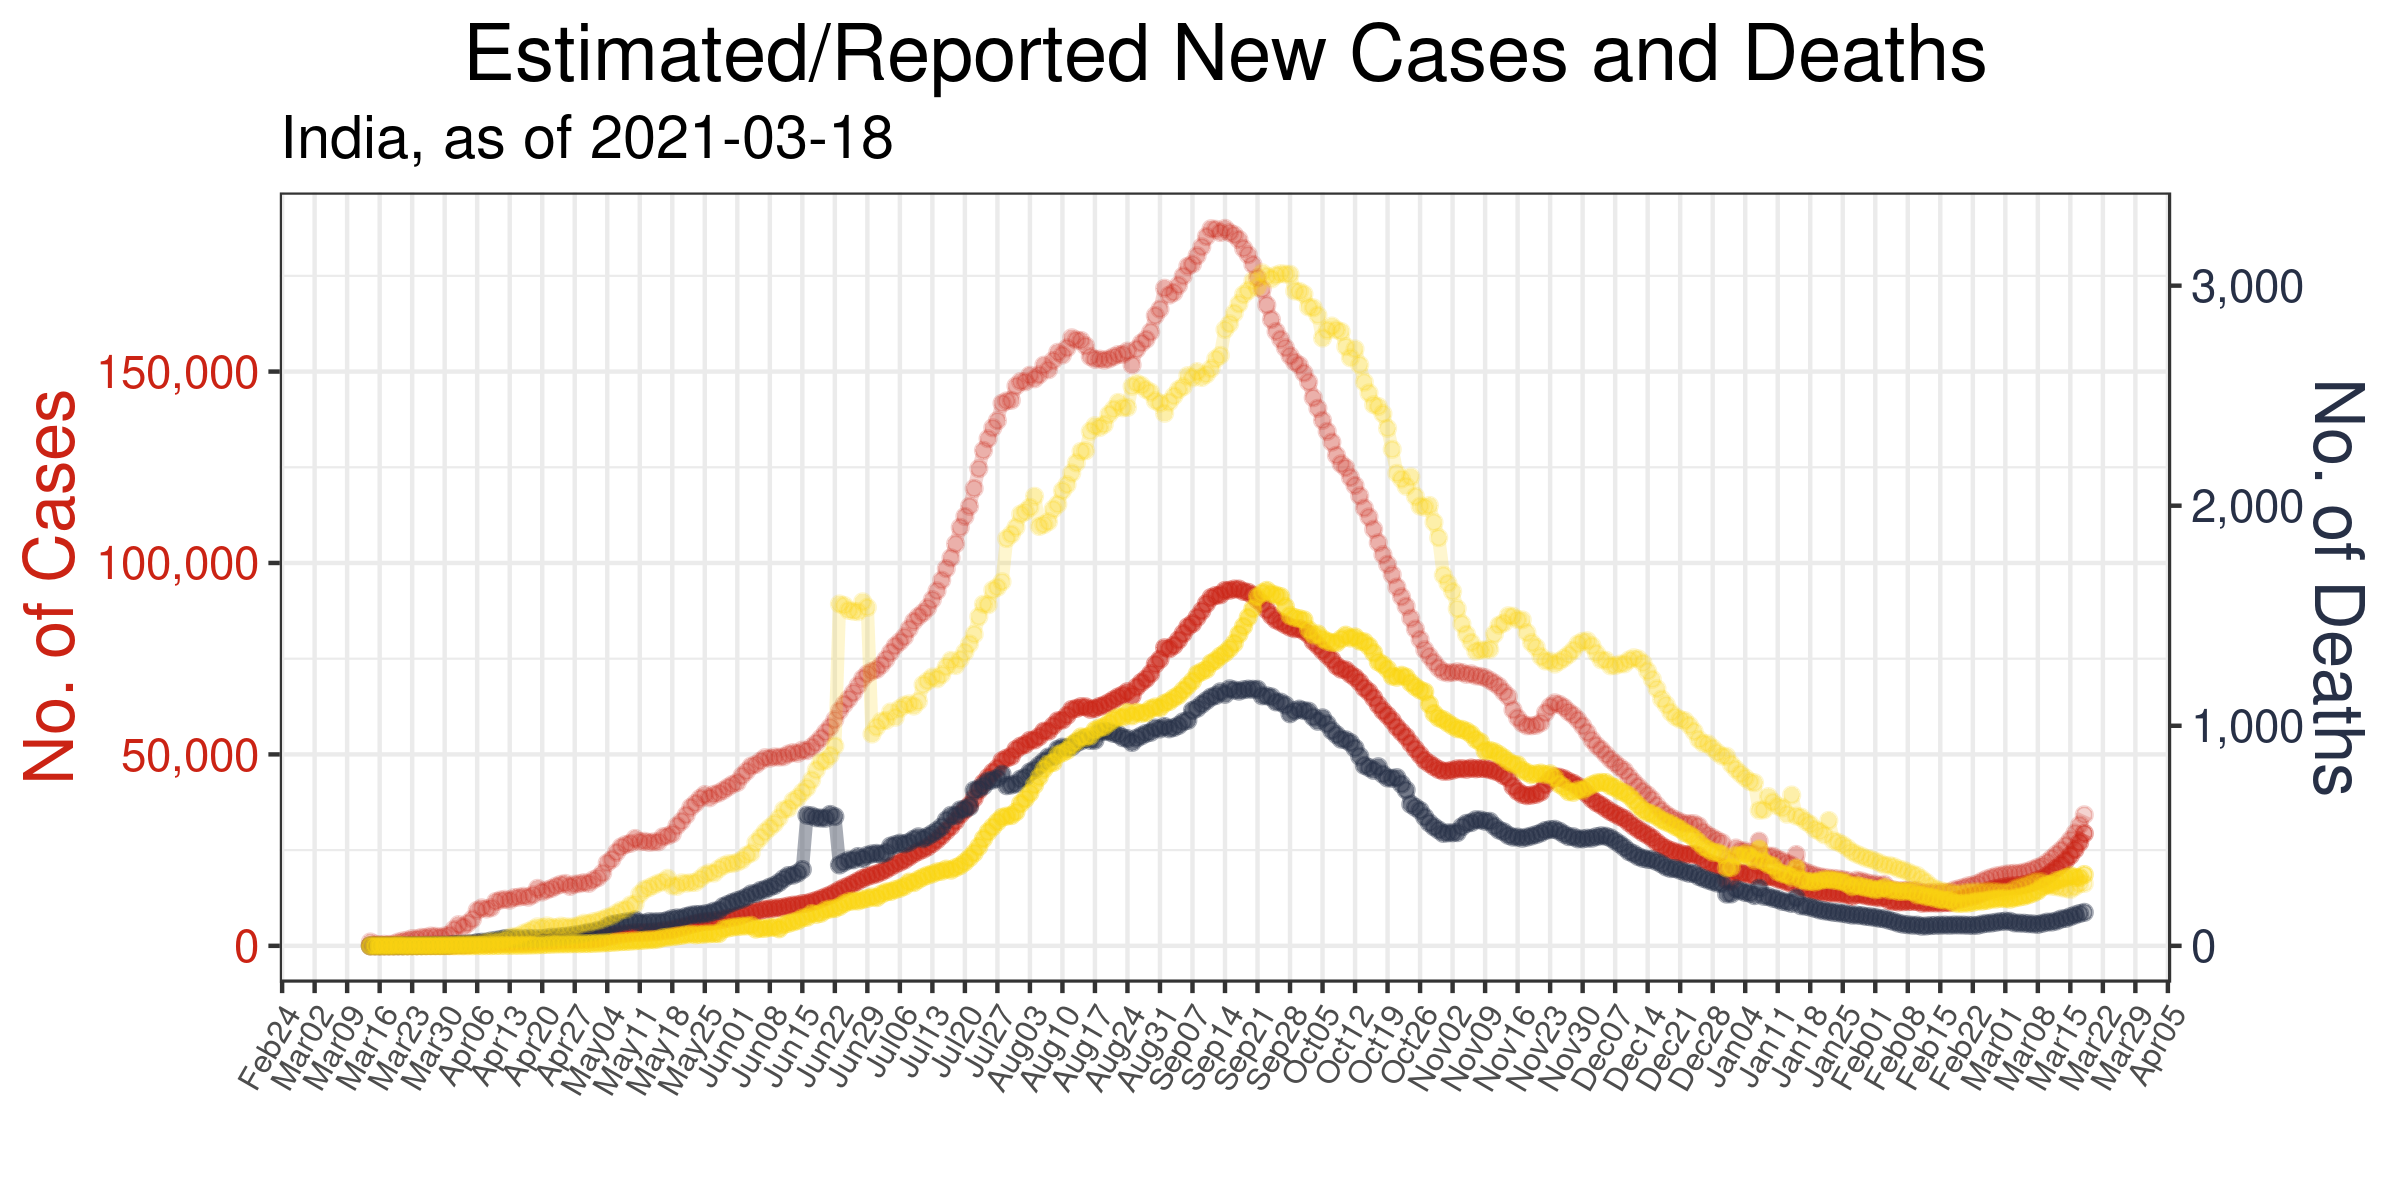 Estimated/Reported New Cases and Deaths
India, as of 2021-03-18
No. of Cases
150,000
100,000
50,000
0
3,000
2,000
1,000
0
No. of Deaths
Feb24
Mar02
Mar09
Mar16
Mar23
Mar30
Apr06
Apr13
Apr20
Apr27
May04
May11
May18
May25
Jun01
Jun08
Jun15
Jun22
Jun29
Jul06
Jul13
Jul20
Jul27
Aug03
Aug10
Aug17
Aug24
Aug31
Sep07
Sep14
Sep21
Sep28
Oct05
Oct12
Oct19
Oct26
Nov02
Nov09
Nov16
Nov23
Nov30
Dec07
Dec14
Dec21
Dec28
Jan04
Jan11
Jan18
Jan25
Feb01
Feb08
Feb15
Feb22
Mar01
Mar08
Mar15
Mar22
Mar29
Apr05